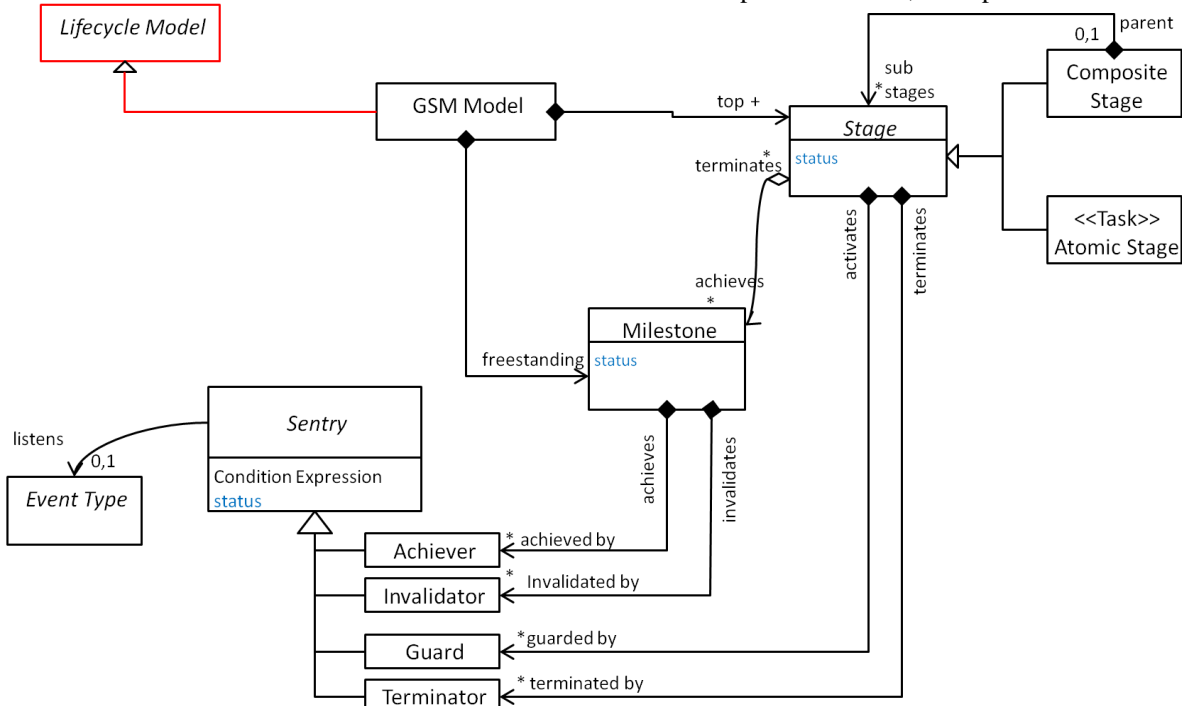 Lifecycle Model
parent
0,1
Composite
Stage
sub
* stages
GSM Model
top +
Stage
*
terminates
status
<<Task>>
Atomic Stage
activates
terminates
achieves
*
Milestone
freestanding
status
Sentry
listens
0,1
Condition Expression
status
Event Type
achieves
invalidates
Achiever
* achieved by
Invalidator
* Invalidated by
Guard
*guarded by
Terminator
* terminated by